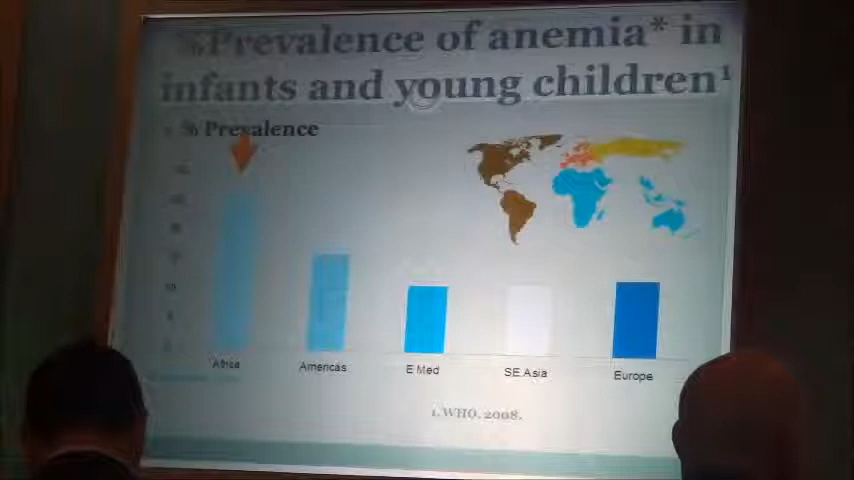 %Prevalence of anemia* in
infants and young children¹
% Prevalence
Africa
Americas
E Med
SE Asia
Europe
1. WHO, 2008.